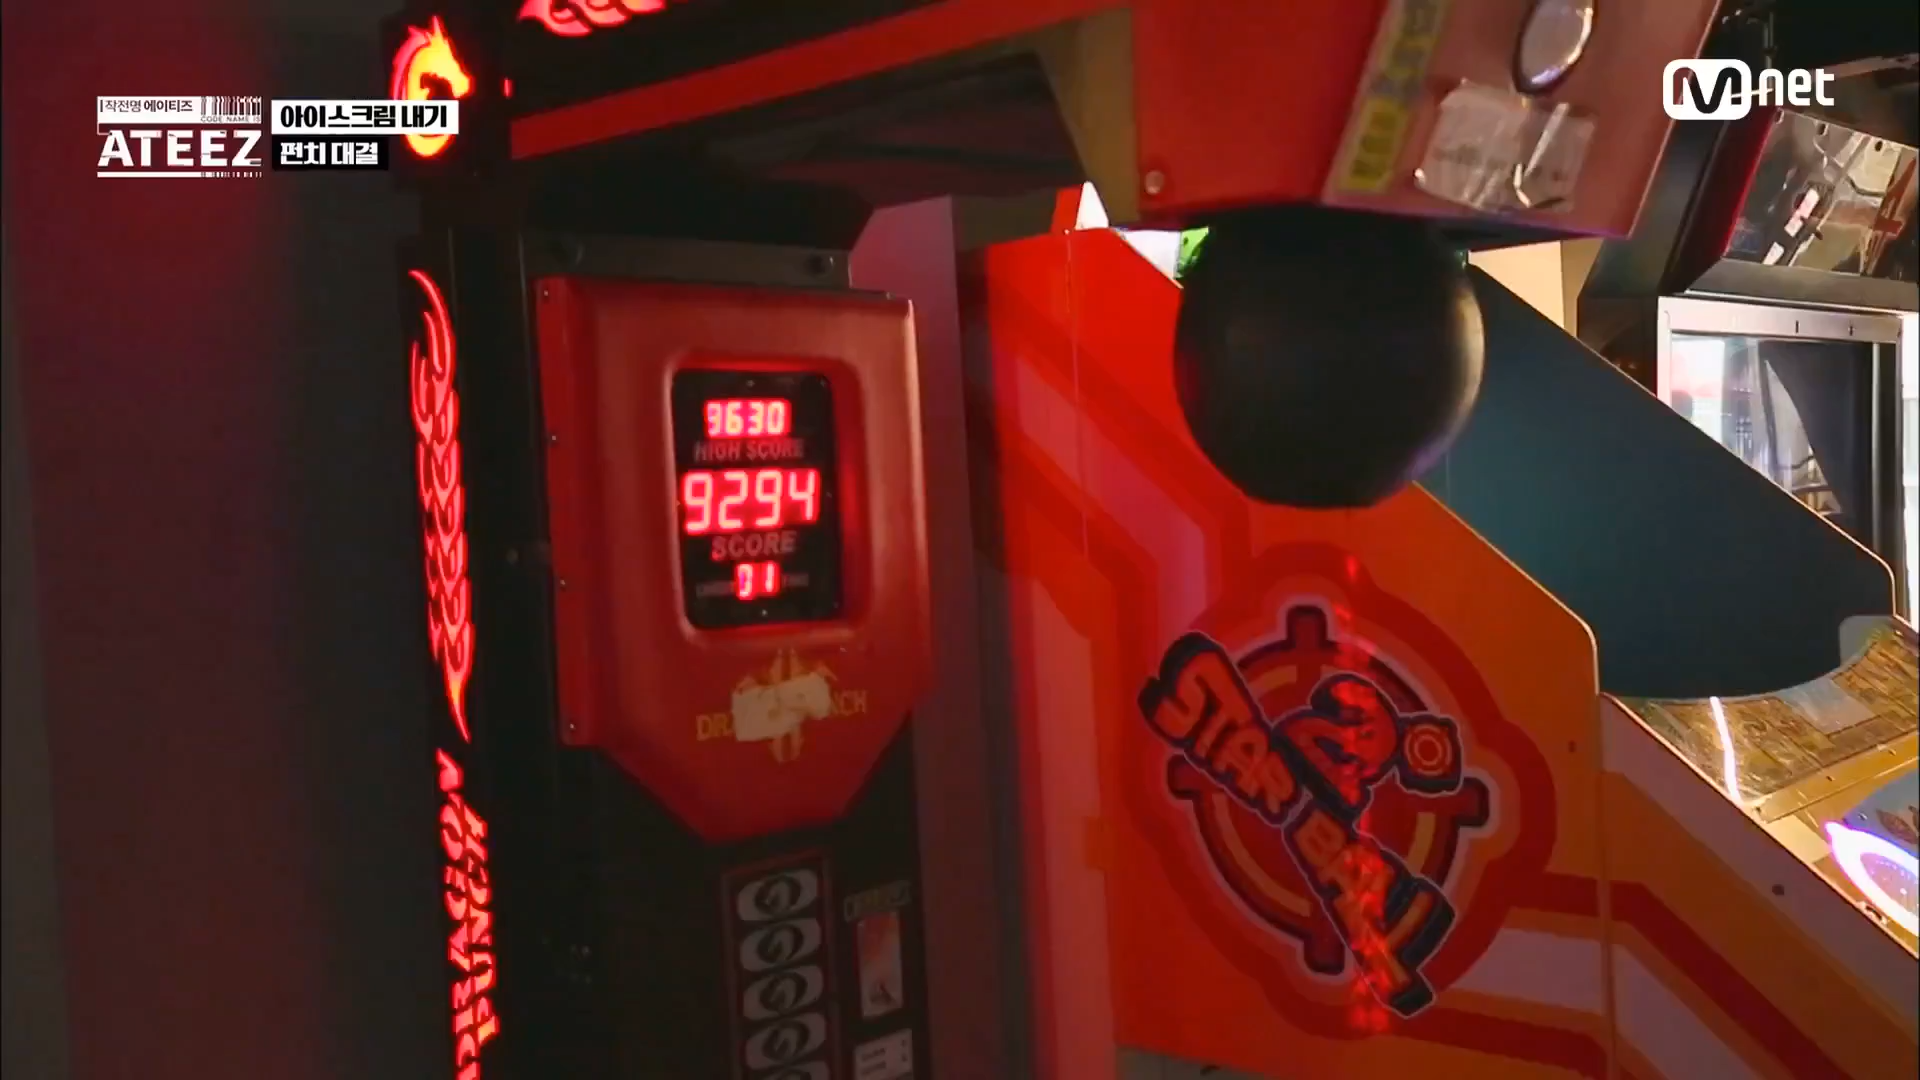 작전명 에이티즈
CODE NAME IS
ATEEZ
아이스크림 내기
펀치 대결
Mnet
9630
HIGH SCORE
9294
SCORE
01
STAR
BALL
2